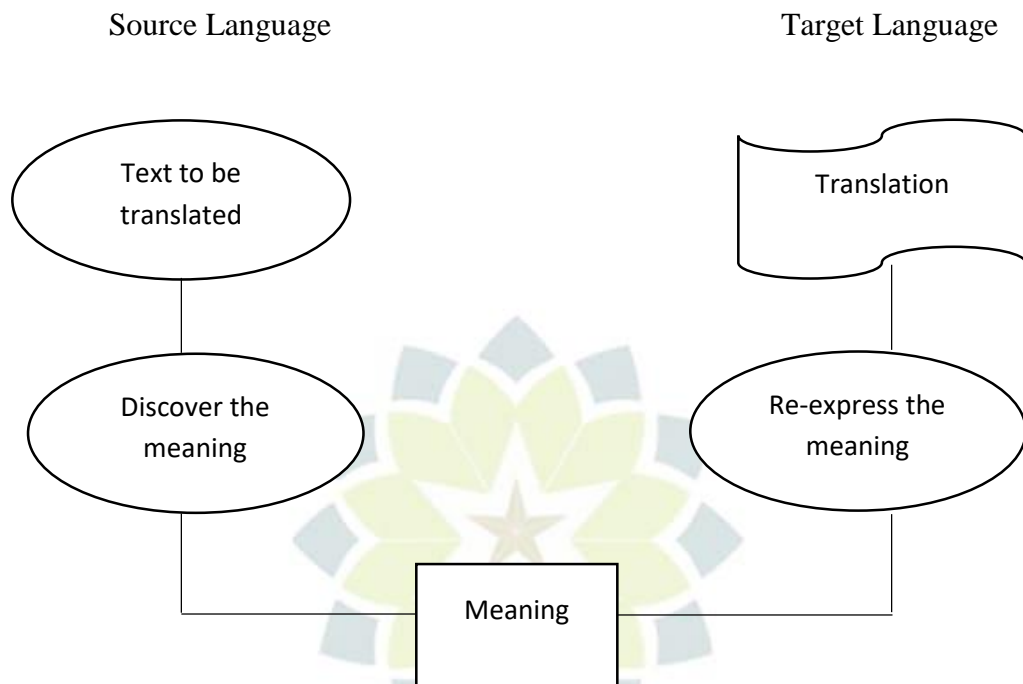 Source Language
Target Language
Text to be
translated
Translation
Discover the
meaning
Re-express the
meaning
Meaning